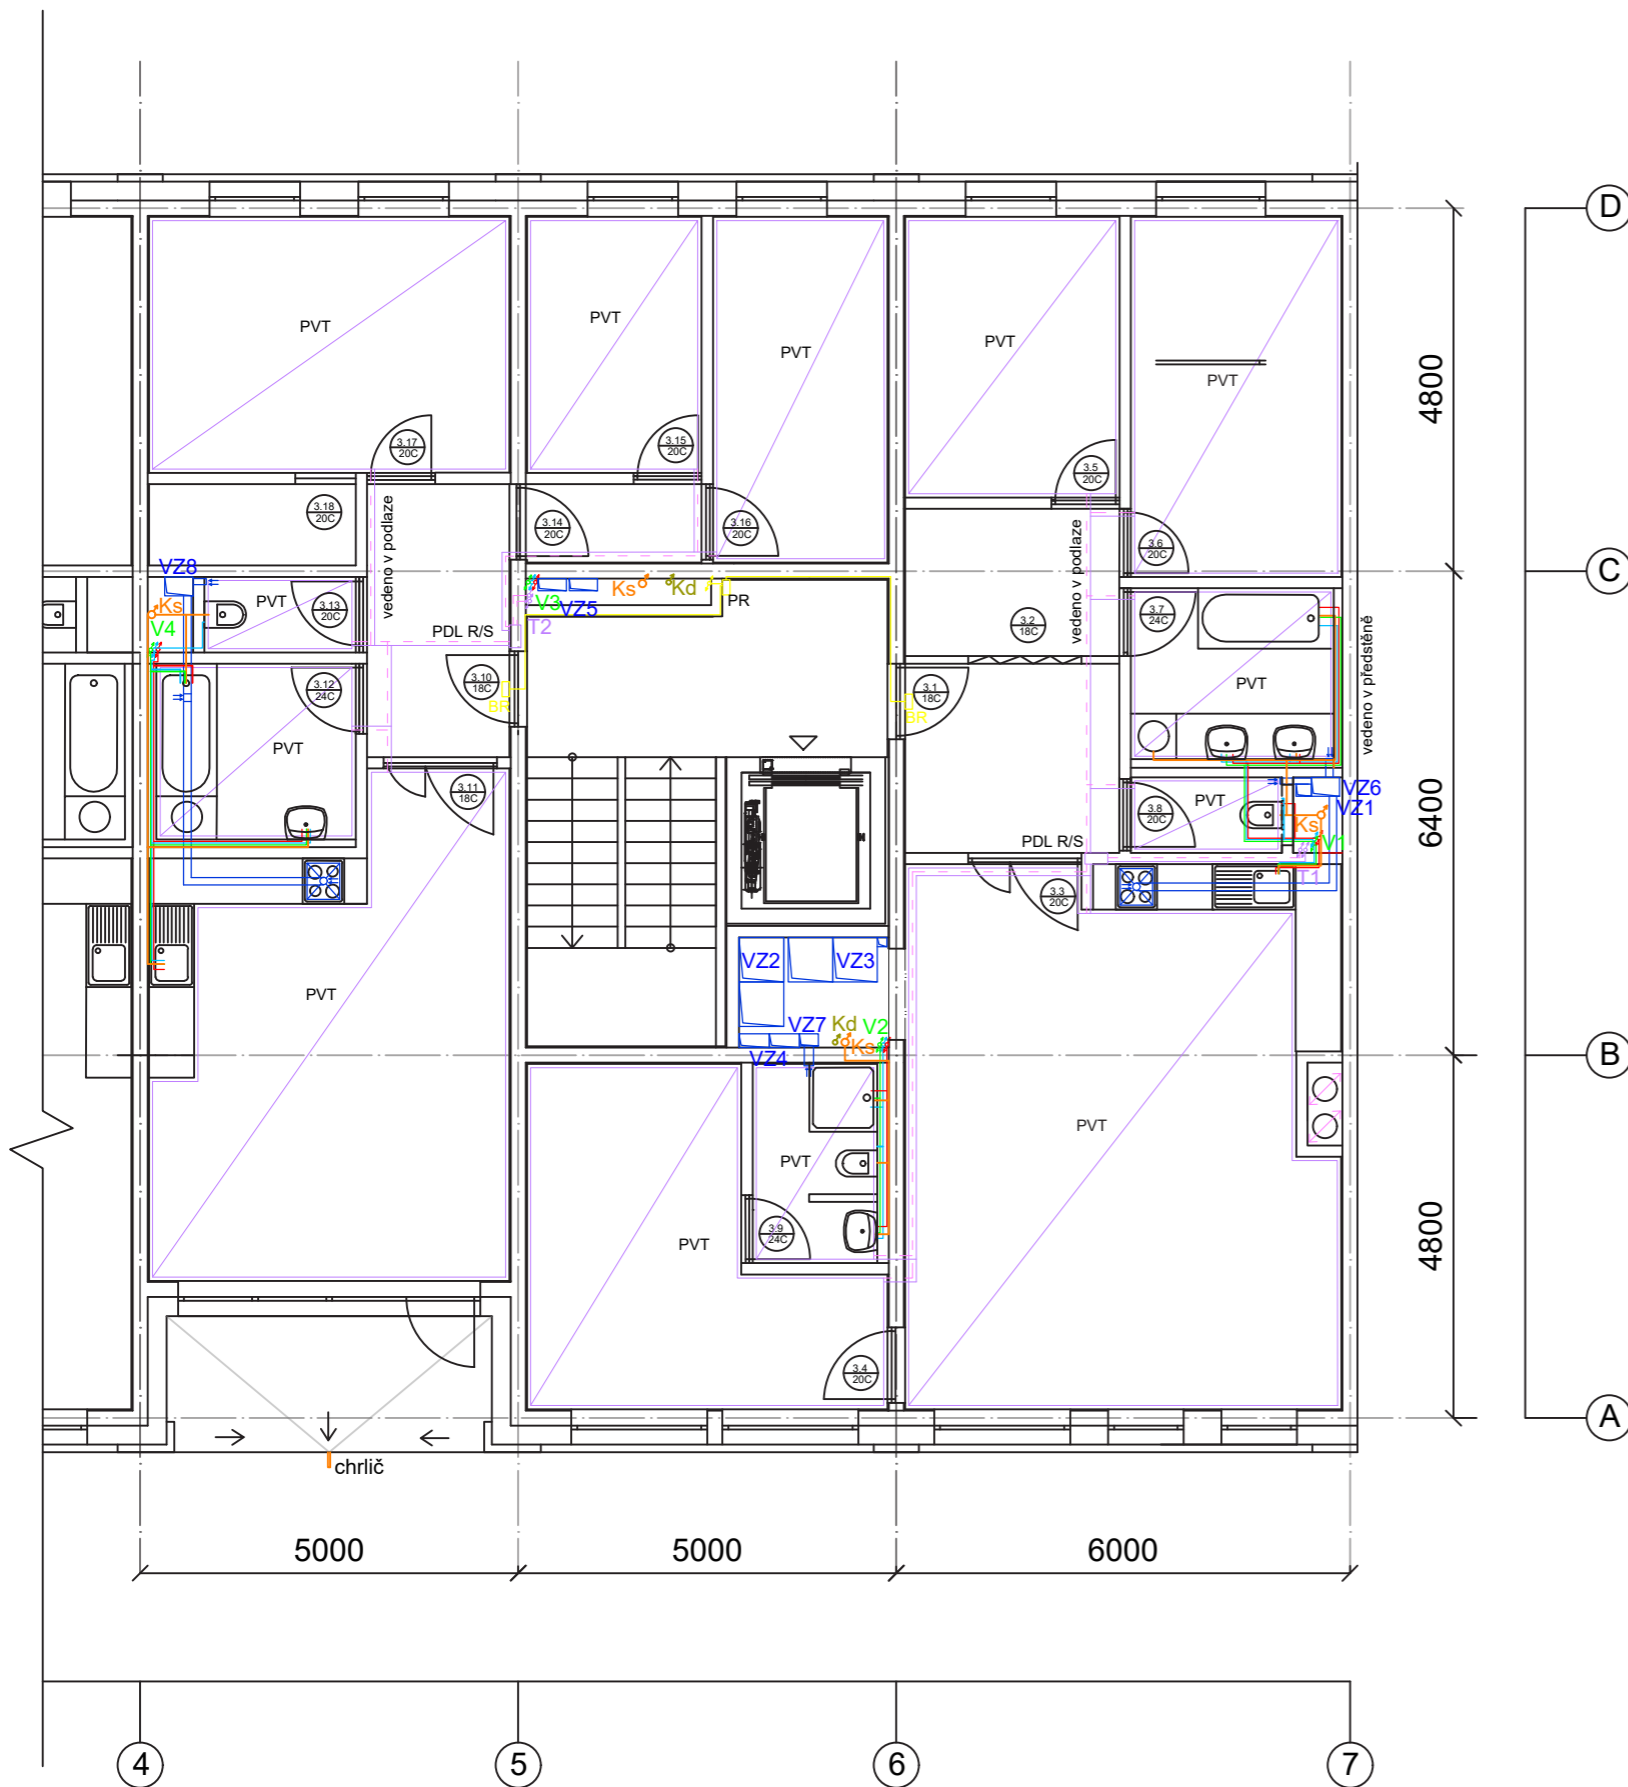 D
4800
PVT
PVT
PVT
PVT
PVT
3.17
20C
3.15
20C
3.5
20C
3.18
20C
3.14
20C
3.16
20C
3.6
20C
vedeno v podlaze
vedeno v podlaze
VZ8
Ks
V4
PVT
3.13
20C
PDL R/S
V3
VZ5
T2
Ks
Kd
PR
3.2
18C
3.7
24C
C
vedeno v předstěně
3.12
24C
PVT
3.10
18C
BR
3.1
18C
BR
PVT
3.11
18C
VZ6
VZ1
PVT
3.8
20C
Ks
V1
T1
PDL R/S
6400
3.3
20C
VZ2
VZ3
PVT
VZ7
Kd
V2
Ks
VZ4
B
PVT
PVT
PVT
3.9
24C
4800
3.4
20C
A
chrlič
5000
5000
6000
4
5
6
7